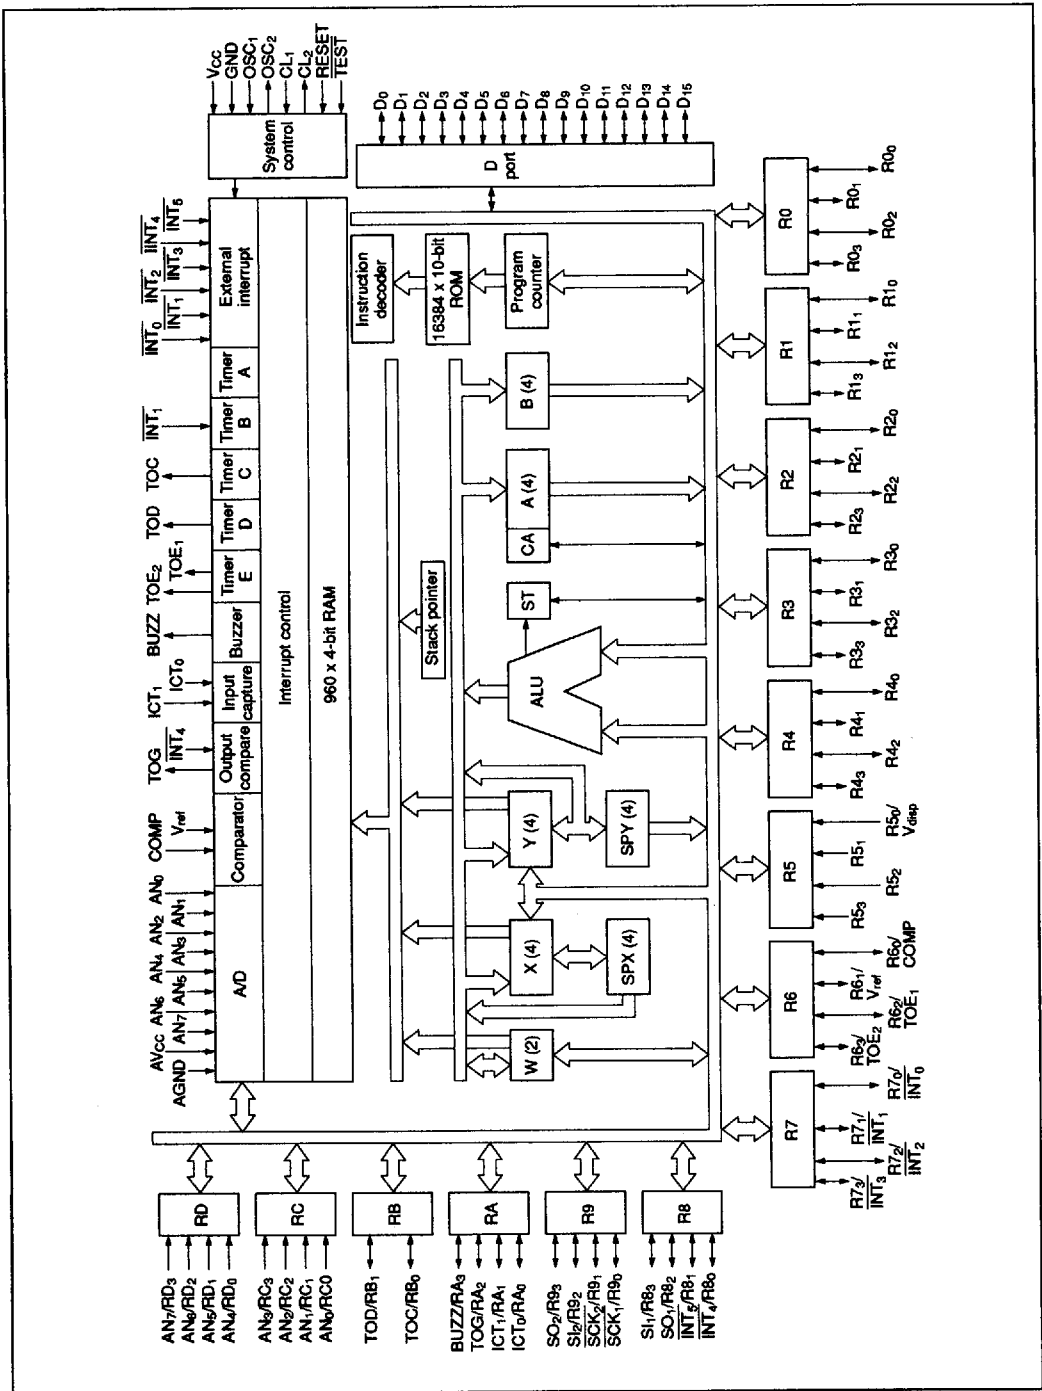 VCC
GND
OSC1
OSC2
CL1
CL2
RESET
TEST
System control
D0
D1
D2
D3
D4
D5
D6
D7
D8
D9
D10
D11
D12
D13
D14
D15
D port
INT0
INT1
INT2
INT3
INT4
INT5
External interrupt
Timer A
INT1
Timer B
TOC
Timer C
TOD
Timer D
TOE2
TOE1
Timer E
BUZZ
Buzzer
ICT1
ICT0
Input capture
TOG
INT4
Output compare
COMP
Vref
Comparator
AN0
AN1
AN2
AN3
AN4
AN5
AN6
AN7
AVCC
AGND
A/D
Interrupt control
960 x 4-bit RAM
Instruction decoder
16384 x 10-bit ROM
Program counter
Stack pointer
B (4)
A (4)
CA
ST
ALU
Y (4)
SPY (4)
X (4)
SPX (4)
W (2)
R0
R00
R01
R02
R03
R1
R10
R11
R12
R13
R2
R20
R21
R22
R23
R3
R30
R31
R32
R33
R4
R40
R41
R42
R43
R5
R50/
Vdisp
R51
R52
R53
R6
R60/
COMP
R61/
Vref
R62/
TOE1
R63/
TOE2
R7
R70/
INT0
R71/
INT1
R72/
INT2
R73/
INT3
RD
AN7/RD3
AN6/RD2
AN5/RD1
AN4/RD0
RC
AN3/RC3
AN2/RC2
AN1/RC1
AN0/RC0
RB
TOD/RB1
TOC/RB0
RA
BUZZ/RA3
TOG/RA2
ICT1/RA1
ICT0/RA0
R9
SO2/R93
SI2/R92
SCK2/R91
SCK1/R90
R8
SI1/R83
SO1/R82
INT5/R81
INT4/R80